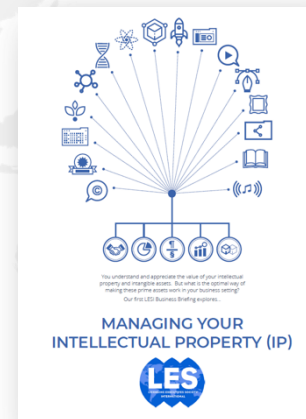 ©
You understand and appreciate the value of your intellectual
property and intangible assets. But what is the optimal way of
making these prime assets work in your business setting?
Our first LESI Business Briefing explores...
MANAGING YOUR
INTELLECTUAL PROPERTY (IP)
LES
INTERNATIONAL